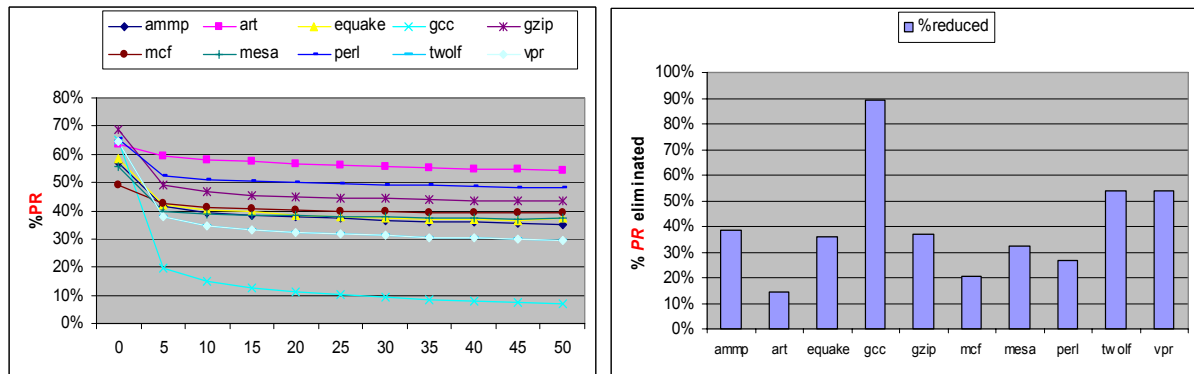 ammp art equake gcc gzip
mcf mesa perl twolf vpr
%PR
80%
70%
60%
50%
40%
30%
20%
10%
0%
0 5 10 15 20 25 30 35 40 45 50
%reduced
% PR eliminated
100%
90%
80%
70%
60%
50%
40%
30%
20%
10%
0%
ammp art equake gcc gzip mcf mesa perl twolf vpr